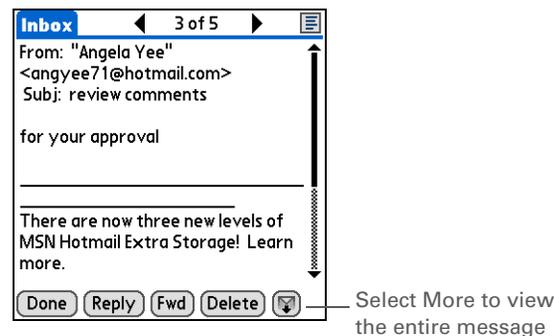 Inbox
3 of 5
From: "Angela Yee"
<angyee71@hotmail.com>
Subj: review comments
for your approval
There are now three new levels of
MSN Hotmail Extra Storage! Learn
more.
Done Reply Fwd Delete
Select More to view
the entire message